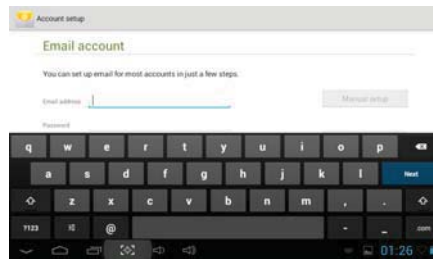 Account setup
Email account
You can set up email for most accounts in just a few steps.
Email address
Manual setup
Password
q w e r t y u i o p
a s d f g h j k l Next
z x c v b n m , .
?123 @ - _ .com
01:26